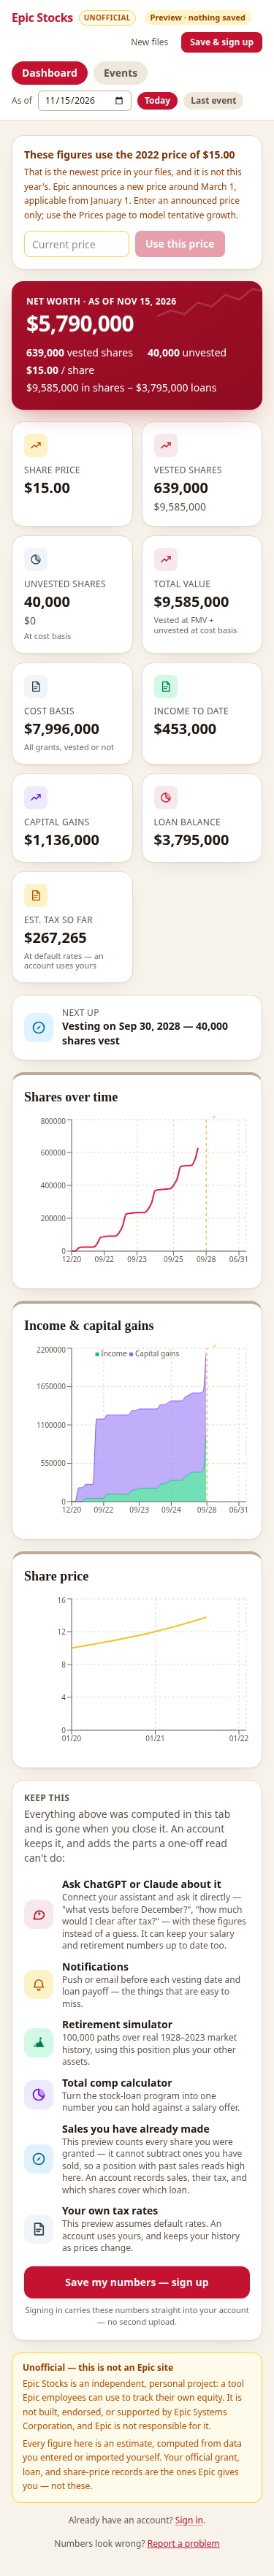 Epic Stocks UNOFFICIAL Preview · nothing saved
New files Save & sign up
Dashboard Events
As of 11/15/2026 Today Last event
These figures use the 2022 price of $15.00
That is the newest price in your files, and it is not this
year's. Epic announces a new price around March 1,
applicable from January 1. Enter an announced price
only; use the Prices page to model tentative growth.
Current price Use this price
NET WORTH · AS OF NOV 15, 2026
$5,790,000
639,000 vested shares 40,000 unvested
$15.00 / share
$9,585,000 in shares − $3,795,000 loans
SHARE PRICE
$15.00
VESTED SHARES
639,000
$9,585,000
UNVESTED SHARES
40,000
$0
At cost basis
TOTAL VALUE
$9,585,000
Vested at FMV +
unvested at cost basis
COST BASIS
$7,996,000
All grants, vested or not
INCOME TO DATE
$453,000
CAPITAL GAINS
$1,136,000
LOAN BALANCE
$3,795,000
EST. TAX SO FAR
$267,265
At default rates — an
account uses yours
NEXT UP
Vesting on Sep 30, 2028 — 40,000
shares vest
Shares over time
800000
600000
400000
200000
0
12/20 09/22 09/23 09/25 09/28 06/31
Income & capital gains
2200000
Income Capital gains
1650000
1100000
550000
0
12/20 09/22 09/23 09/24 09/28 06/31
Share price
16
12
8
4
0
01/20 01/21 01/22
KEEP THIS
Everything above was computed in this tab
and is gone when you close it. An account
keeps it, and adds the parts a one-off read
can't do:
Ask ChatGPT or Claude about it
Connect your assistant and ask it directly —
"what vests before December?", "how much
would I clear after tax?" — with these figures
instead of a guess. It can keep your salary
and retirement numbers up to date too.
Notifications
Push or email before each vesting date and
loan payoff — the things that are easy to
miss.
Retirement simulator
100,000 paths over real 1928–2023 market
history, using this position plus your other
assets.
Total comp calculator
Turn the stock-loan program into one
number you can hold against a salary offer.
Sales you have already made
This preview counts every share you were
granted — it cannot subtract ones you have
sold, so a position with past sales reads high
here. An account records sales, their tax, and
which shares cover which loan.
Your own tax rates
This preview assumes default rates. An
account uses yours, and keeps your history
as prices change.
Save my numbers — sign up
Signing in carries these numbers straight into your account
— no second upload.
Unofficial — this is not an Epic site
Epic Stocks is an independent, personal project: a tool
Epic employees can use to track their own equity. It is
not built, endorsed, or supported by Epic Systems
Corporation, and Epic is not responsible for it.
Every figure here is an estimate, computed from data
you entered or imported yourself. Your official grant,
loan, and share-price records are the ones Epic gives
you — not these.
Already have an account? Sign in.
Numbers look wrong? Report a problem